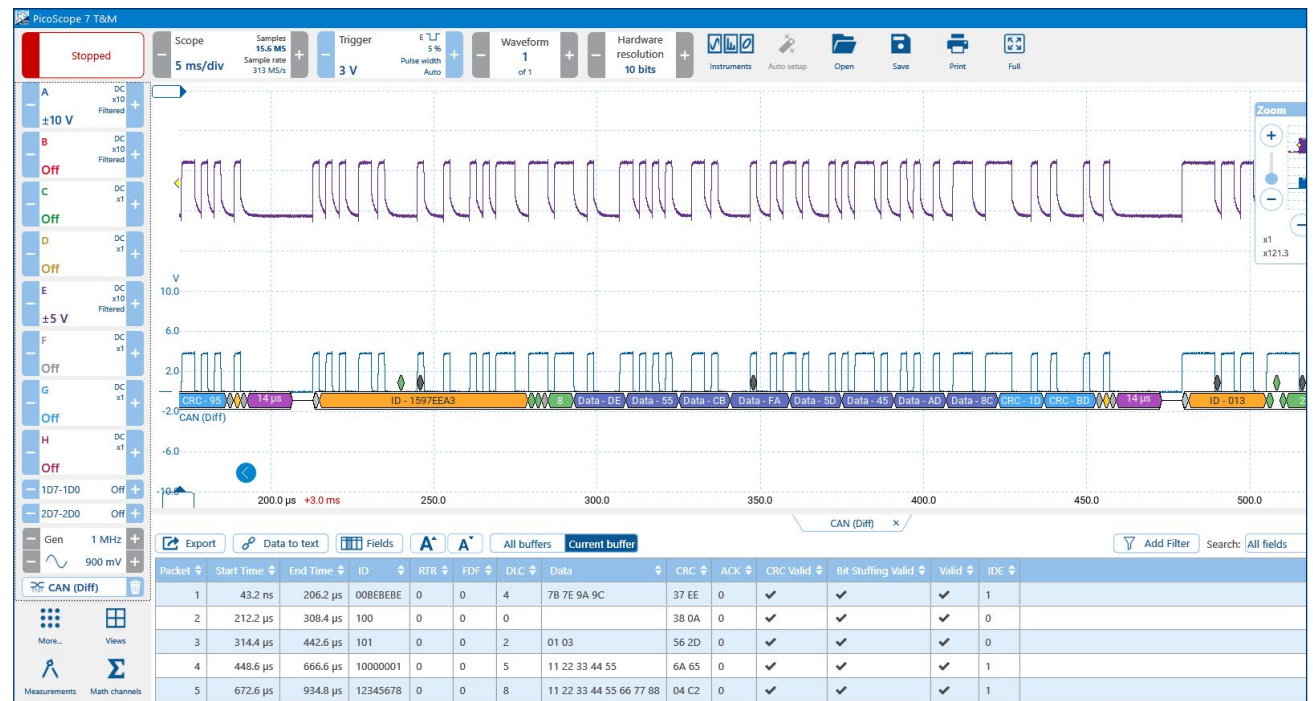 PicoScope 7 T&M
Stopped
Scope
5 ms/div
Samples
15.6 MS
Sample rate
313 MS/s
Trigger
3 V
E
5 %
Pulse width
Auto
Waveform
1
of 1
Hardware
resolution
10 bits
Instruments
Auto setup
Open
Save
Print
Full
A
±10 V
DC
x10
Filtered
B
Off
DC
x10
Filtered
C
Off
DC
x1
D
Off
DC
x1
E
±5 V
DC
x10
Filtered
F
Off
DC
x1
G
Off
DC
x1
H
Off
DC
x1
1D7-1D0 Off
2D7-2D0 Off
Gen 1 MHz
900 mV
CAN (Diff)
More...
Views
Measurements
Math channels
Zoom
x1
x121.3
V
10.0
6.0
2.0
-2.0
-6.0
-10.0
CRC - 95 14 µs ID - 1597EEA3 8 Data - DE Data - 55 Data - CB Data - FA Data - 5D Data - 45 Data - AD Data - 8C CRC - 1D CRC - BD 14 µs ID - 013 2
CAN (Diff)
200.0 µs +3.0 ms 250.0 300.0 350.0 400.0 450.0 500.0
CAN (Diff) ×
Export Data to text Fields A A All buffers Current buffer Add Filter Search: All fields
Packet Start Time End Time ID RTR FDF DLC Data CRC ACK CRC Valid Bit Stuffing Valid Valid IDE
1 43.2 ns 206.2 µs 00BEBEBE 0 0 4 7B 7E 9A 9C 37 EE 0 ✔ ✔ ✔ 1
2 212.2 µs 308.4 µs 100 0 0 0 38 0A 0 ✔ ✔ ✔ 0
3 314.4 µs 442.6 µs 101 0 0 2 01 03 56 2D 0 ✔ ✔ ✔ 0
4 448.6 µs 666.6 µs 10000001 0 0 5 11 22 33 44 55 6A 65 0 ✔ ✔ ✔ 1
5 672.6 µs 934.8 µs 12345678 0 0 8 11 22 33 44 55 66 77 88 04 C2 0 ✔ ✔ ✔ 1